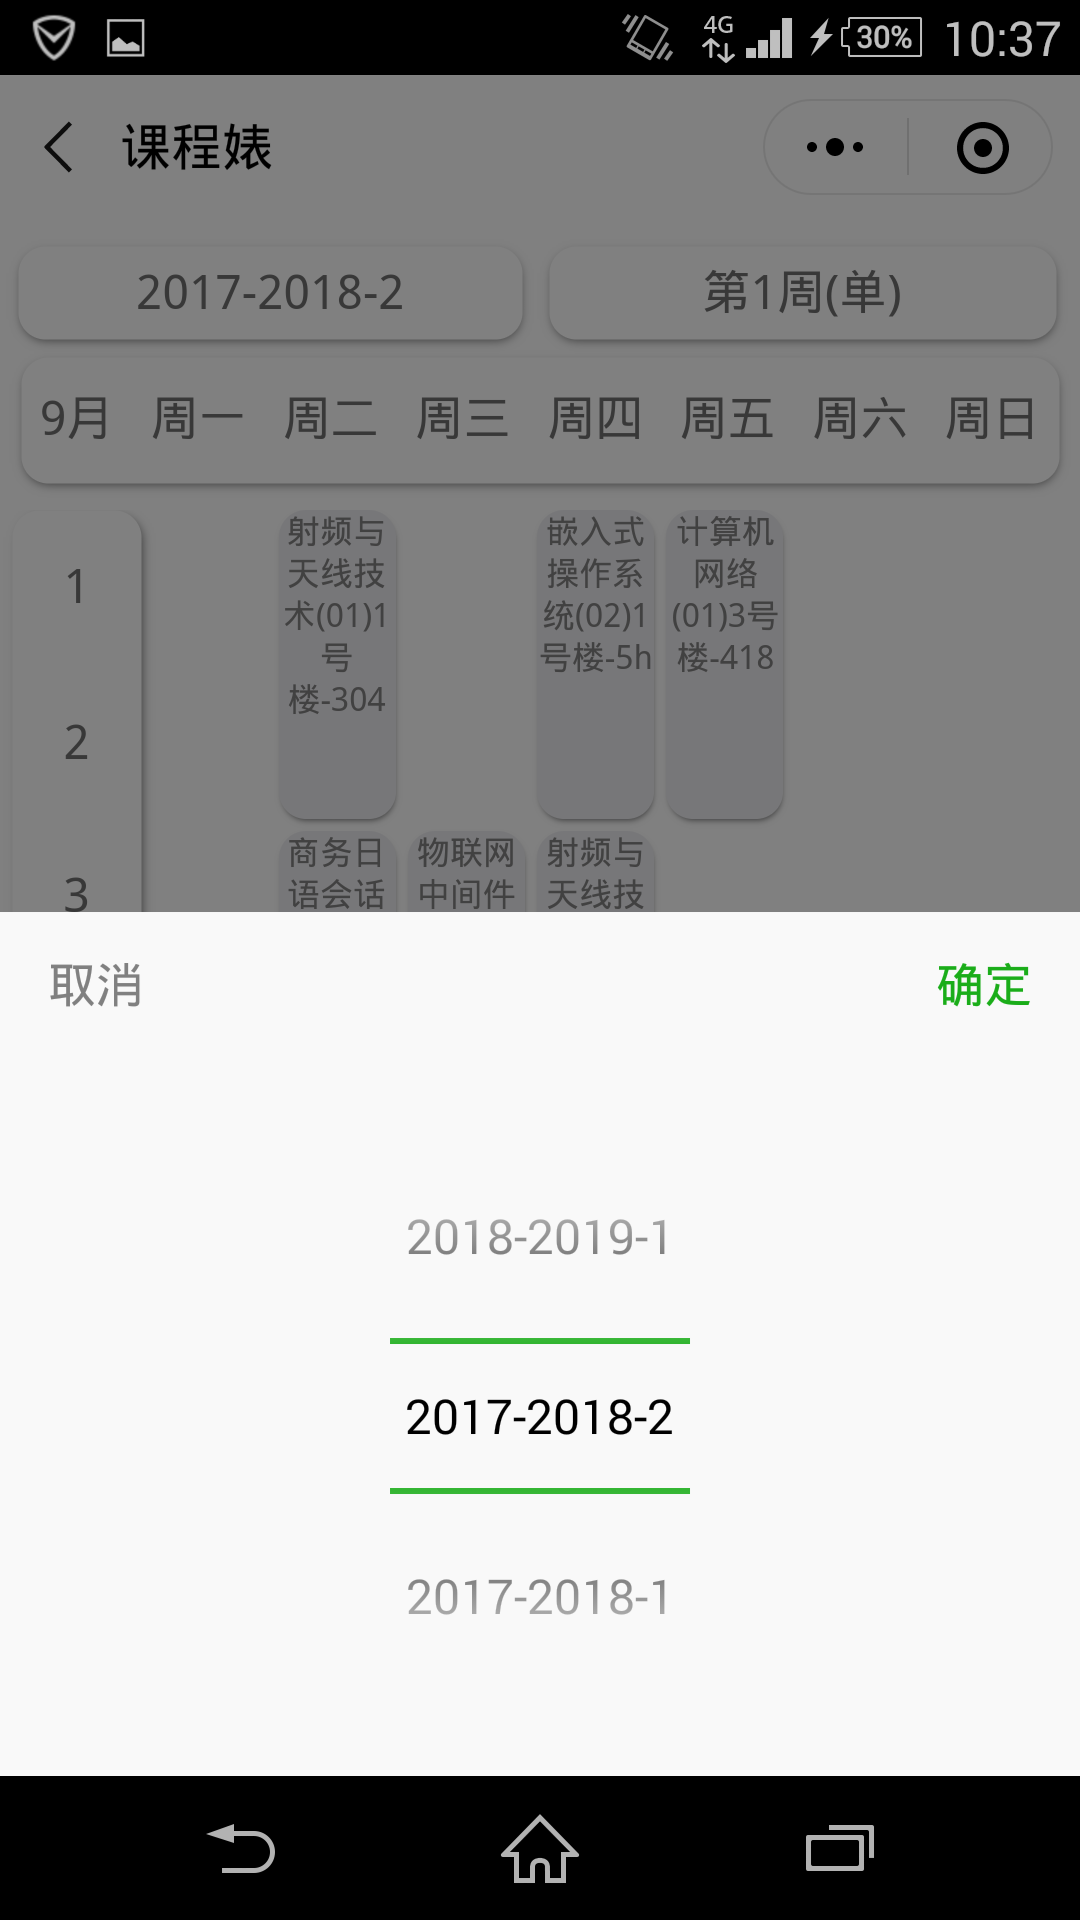 4G 30% 10:37
课程婊
2017-2018-2 第1周(单)
9月 周一 周二 周三 周四 周五 周六 周日
1
2
3
射频与
天线技
术(01)1
号
楼-304
嵌入式
操作系
统(02)1
号楼-5h
计算机
网络
(01)3号
楼-418
商务日
语会话
物联网
中间件
射频与
天线技
取消 确定
2018-2019-1
2017-2018-2
2017-2018-1